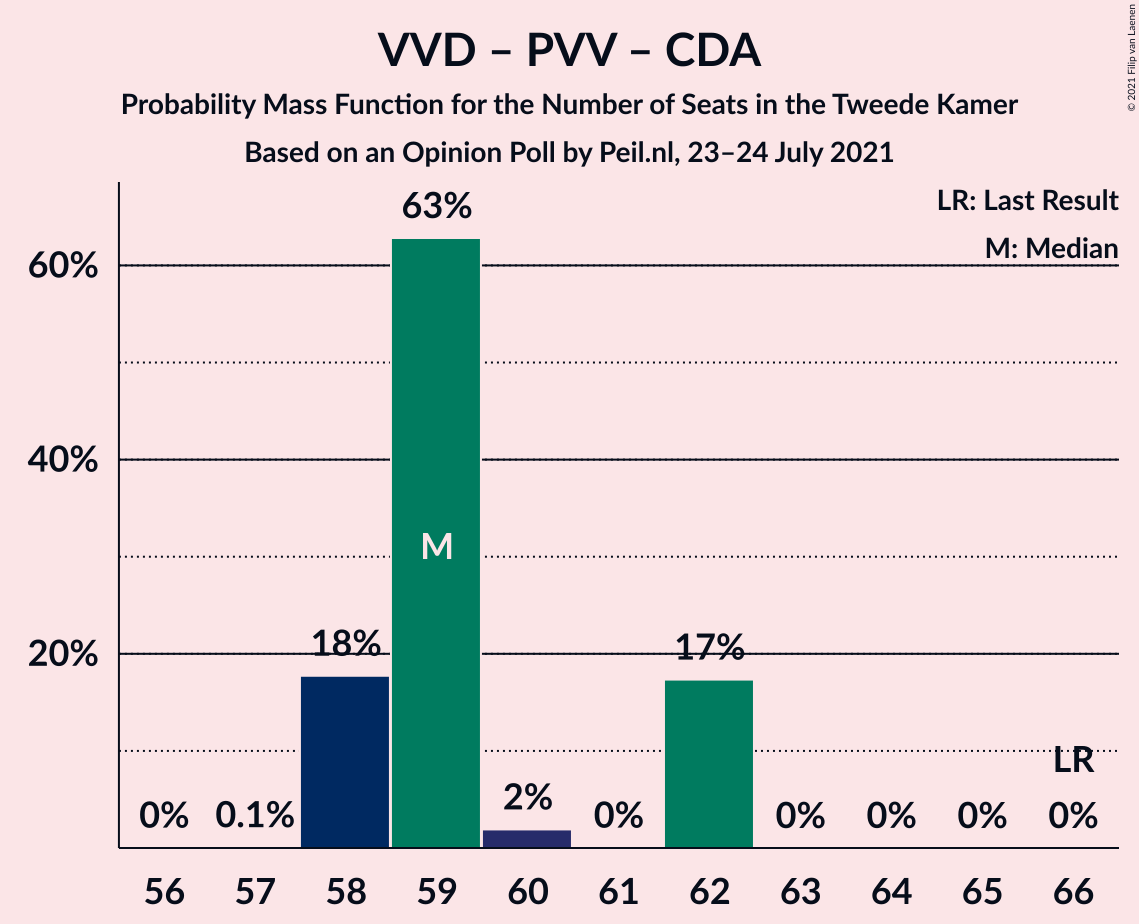 VVD – PVV – CDA
Probability Mass Function for the Number of Seats in the Tweede Kamer
Based on an Opinion Poll by Peil.nl, 23–24 July 2021
© 2021 Filip van Laenen
LR: Last Result
M: Median
60%
40%
20%
0%
0.1%
18%
63%
M
2%
0%
17%
0%
0%
0%
LR
0%
56 57 58 59 60 61 62 63 64 65 66